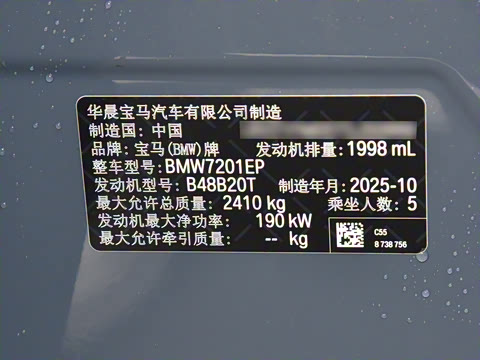 华晨宝马汽车有限公司制造
制造国: 中国
品牌: 宝马(BMW)牌 发动机排量: 1998 mL
整车型号: BMW7201EP
发动机型号: B48B20T 制造年月: 2025-10
最大允许总质量: 2410 kg 乘坐人数: 5
发动机最大净功率: 190 kW
最大允许牵引质量: -- kg
C55
8 738 756